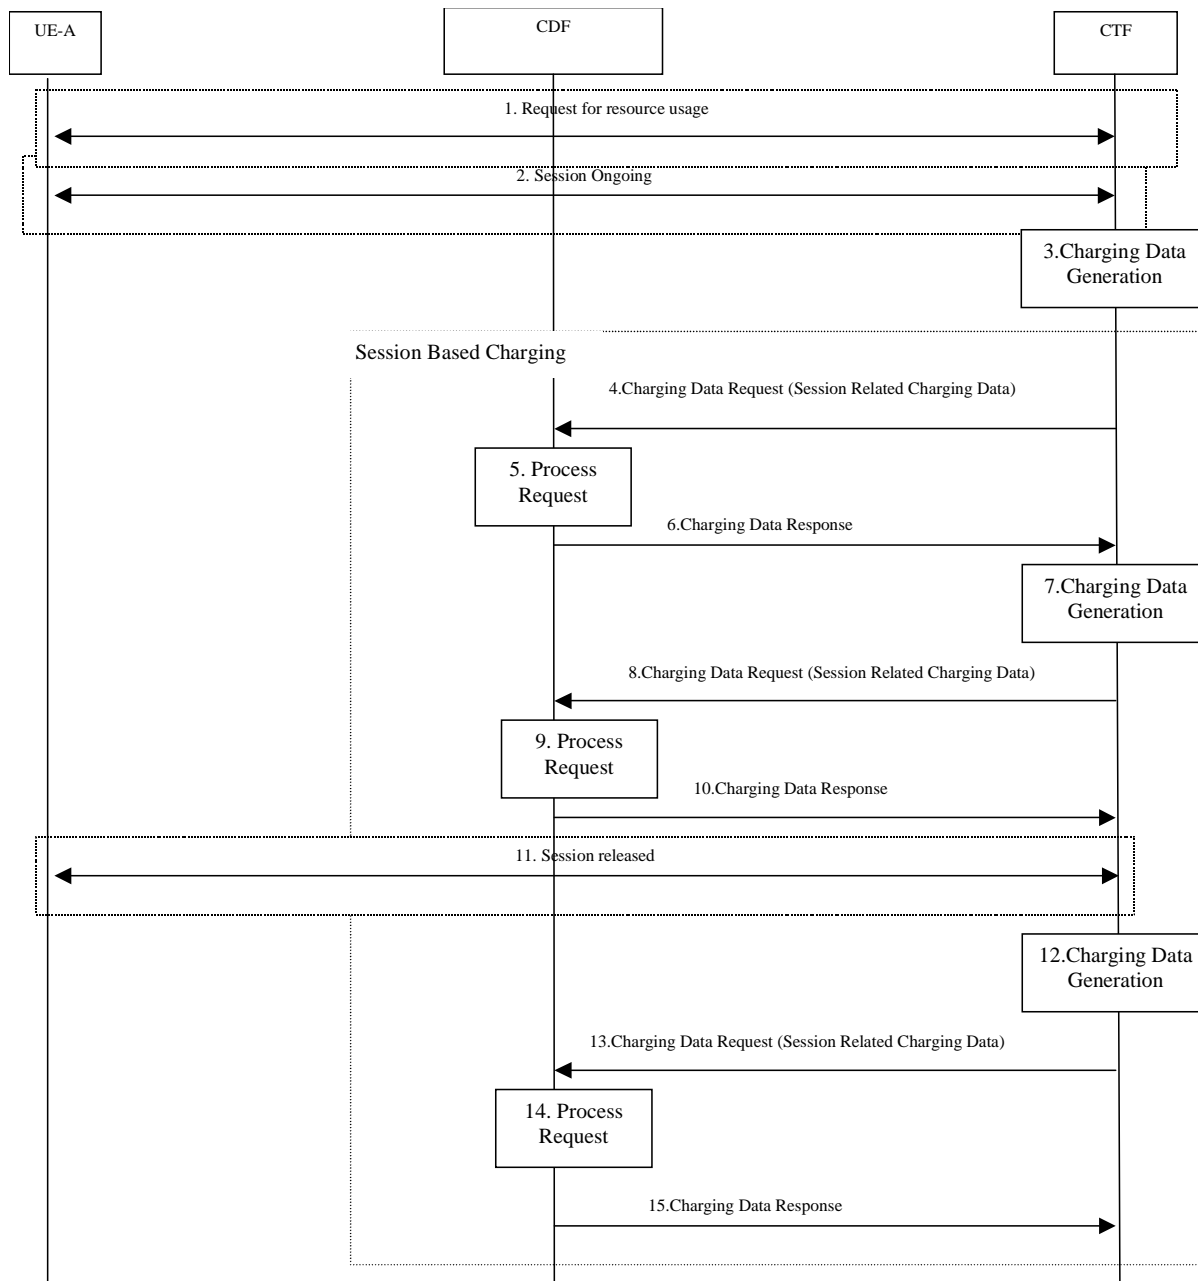 UE-A
CDF
CTF
1. Request for resource usage
2. Session Ongoing
3.Charging Data
Generation
Session Based Charging
4.Charging Data Request (Session Related Charging Data)
5. Process
Request
6.Charging Data Response
7.Charging Data
Generation
8.Charging Data Request (Session Related Charging Data)
9. Process
Request
10.Charging Data Response
11. Session released
12.Charging Data
Generation
13.Charging Data Request (Session Related Charging Data)
14. Process
Request
15.Charging Data Response